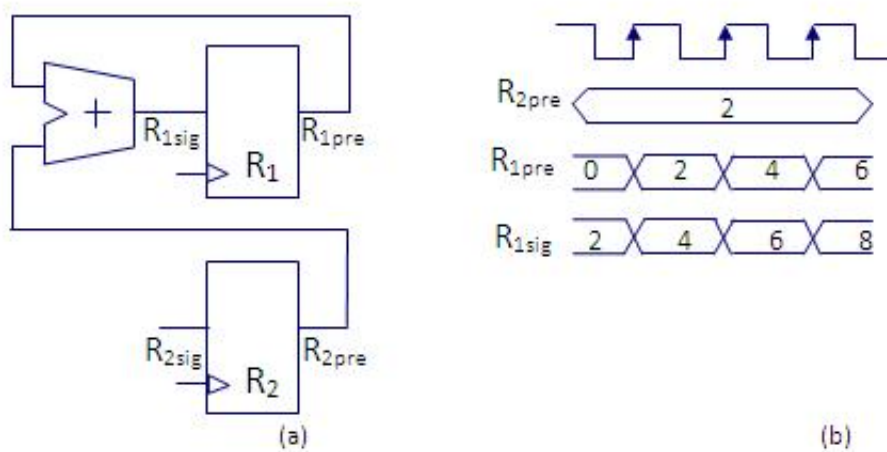 +
R1sig
R1pre
R1
R2sig
R2pre
R2
(a)
R2pre
2
R1pre
0 2 4 6
R1sig
2 4 6 8
(b)